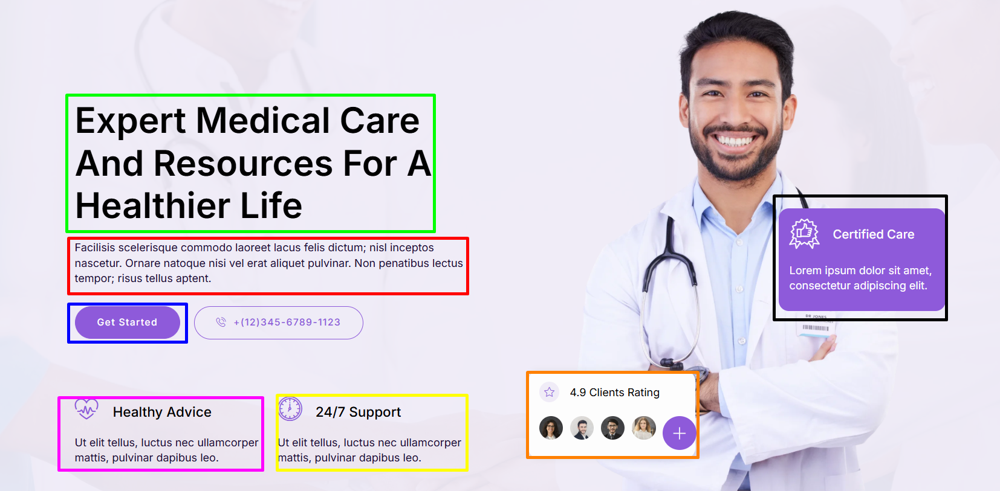 Expert Medical Care
And Resources For A
Healthier Life
Facilisis scelerisque commodo laoreet lacus felis dictum; nisl inceptos
nascetur. Ornare natoque nisi vel erat aliquet pulvinar. Non penatibus lectus
tempor; risus tellus aptent.
Get Started
+(12)345-6789-1123
Healthy Advice
Ut elit tellus, luctus nec ullamcorper
mattis, pulvinar dapibus leo.
24/7 Support
Ut elit tellus, luctus nec ullamcorper
mattis, pulvinar dapibus leo.
Certified Care
Lorem ipsum dolor sit amet,
consectetur adipiscing elit.
DR JONES
4.9 Clients Rating